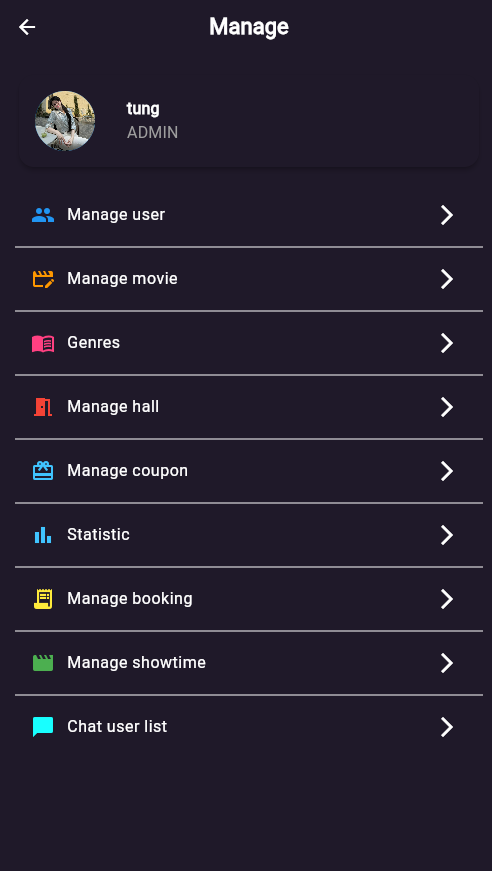 Manage
tung
ADMIN
Manage user
Manage movie
Genres
Manage hall
Manage coupon
Statistic
Manage booking
Manage showtime
Chat user list